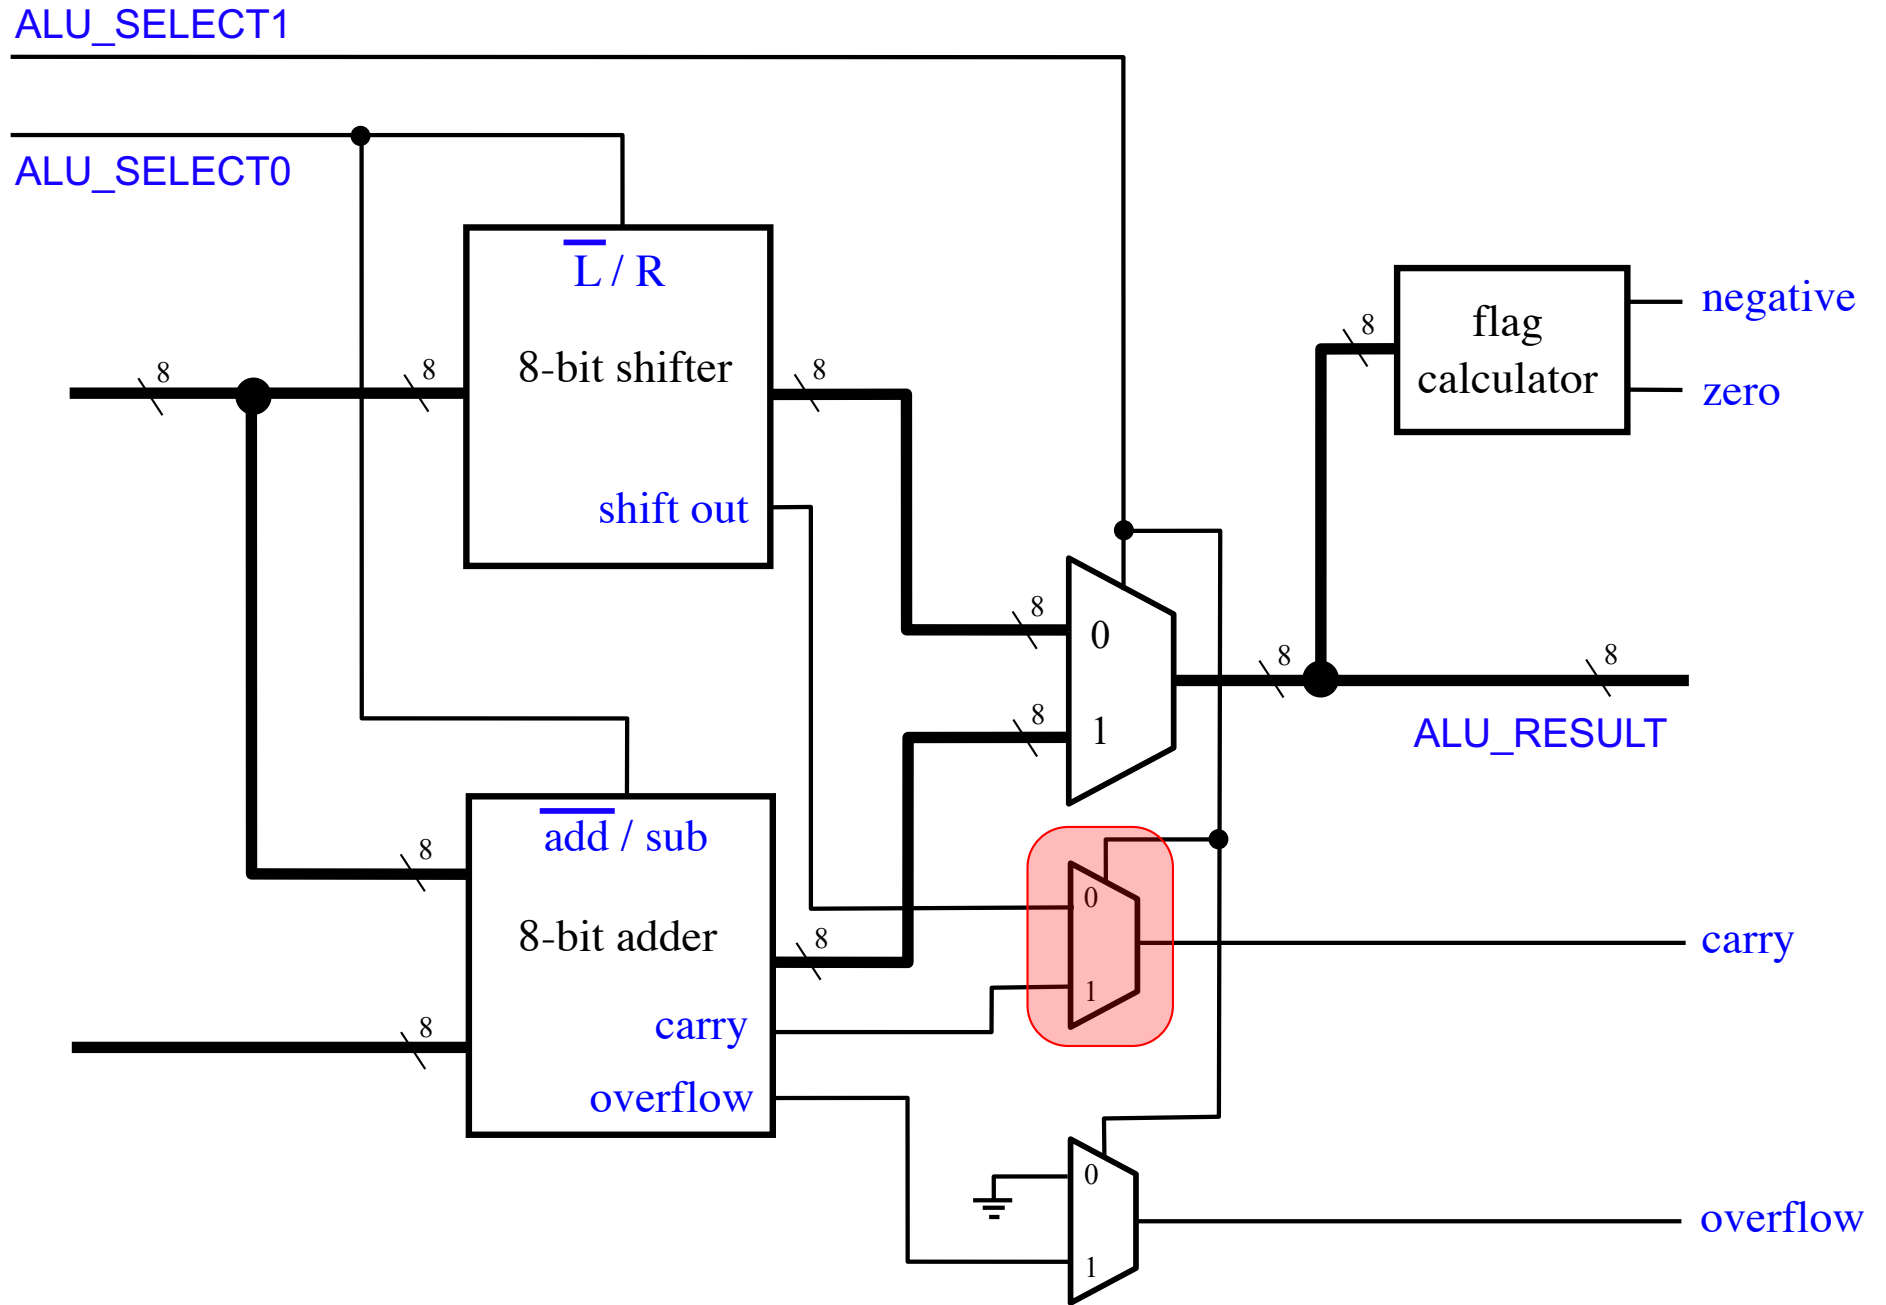 ALU_SELECT1
ALU_SELECT0
L / R
8-bit shifter
shift out
8
8
8
flag
calculator
negative
zero
8
8
0
8
1
8
8
ALU_RESULT
add / sub
8-bit adder
carry
overflow
8
8
8
0
1
carry
0
1
overflow